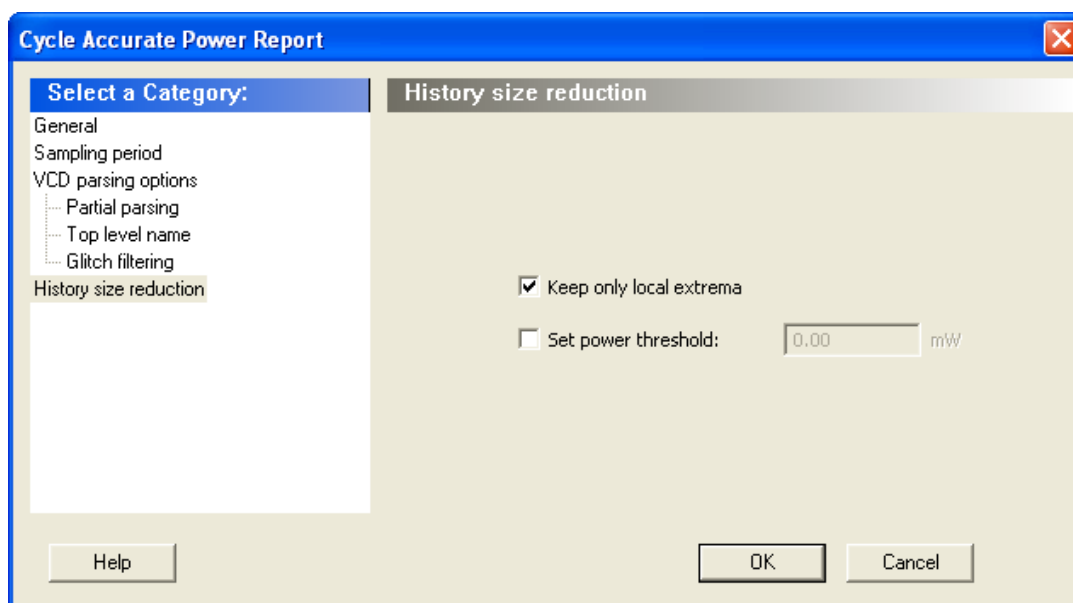 Cycle Accurate Power Report
Select a Category:
General
Sampling period
VCD parsing options
Partial parsing
Top level name
Glitch filtering
History size reduction
History size reduction
Keep only local extrema
Set power threshold: 0.00 mW
Help
OK
Cancel